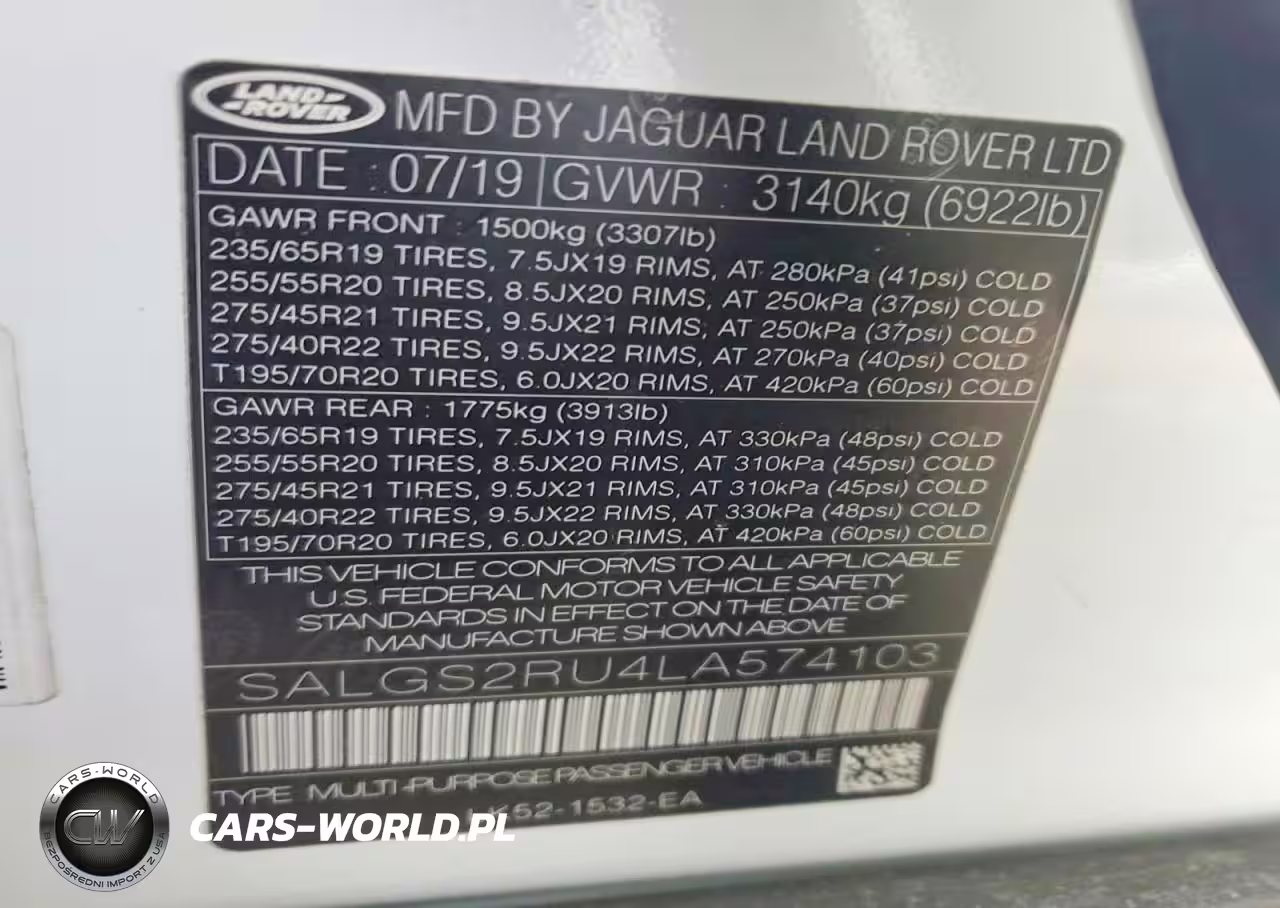 LAND ROVER
MFD BY JAGUAR LAND ROVER LTD
DATE : 07/19 GVWR : 3140kg (6922lb)
GAWR FRONT : 1500kg (3307lb)
235/65R19 TIRES, 7.5JX19 RIMS, AT 280kPa (41psi) COLD
255/55R20 TIRES, 8.5JX20 RIMS, AT 250kPa (37psi) COLD
275/45R21 TIRES, 9.5JX21 RIMS, AT 250kPa (37psi) COLD
275/40R22 TIRES, 9.5JX22 RIMS, AT 270kPa (40psi) COLD
T195/70R20 TIRES, 6.0JX20 RIMS, AT 420kPa (60psi) COLD
GAWR REAR : 1775kg (3913lb)
235/65R19 TIRES, 7.5JX19 RIMS, AT 330kPa (48psi) COLD
255/55R20 TIRES, 8.5JX20 RIMS, AT 310kPa (45psi) COLD
275/45R21 TIRES, 9.5JX21 RIMS, AT 310kPa (45psi) COLD
275/40R22 TIRES, 9.5JX22 RIMS, AT 330kPa (48psi) COLD
T195/70R20 TIRES, 6.0JX20 RIMS, AT 420kPa (60psi) COLD
THIS VEHICLE CONFORMS TO ALL APPLICABLE
U.S. FEDERAL MOTOR VEHICLE SAFETY
STANDARDS IN EFFECT ON THE DATE OF
MANUFACTURE SHOWN ABOVE
SALGS2RU4LA574103
TYPE MULTI-PURPOSE PASSENGER VEHICLE
52-1532-EA
CARS-WORLD
CW
BEZPOŚREDNI IMPORT Z USA
CARS-WORLD.PL